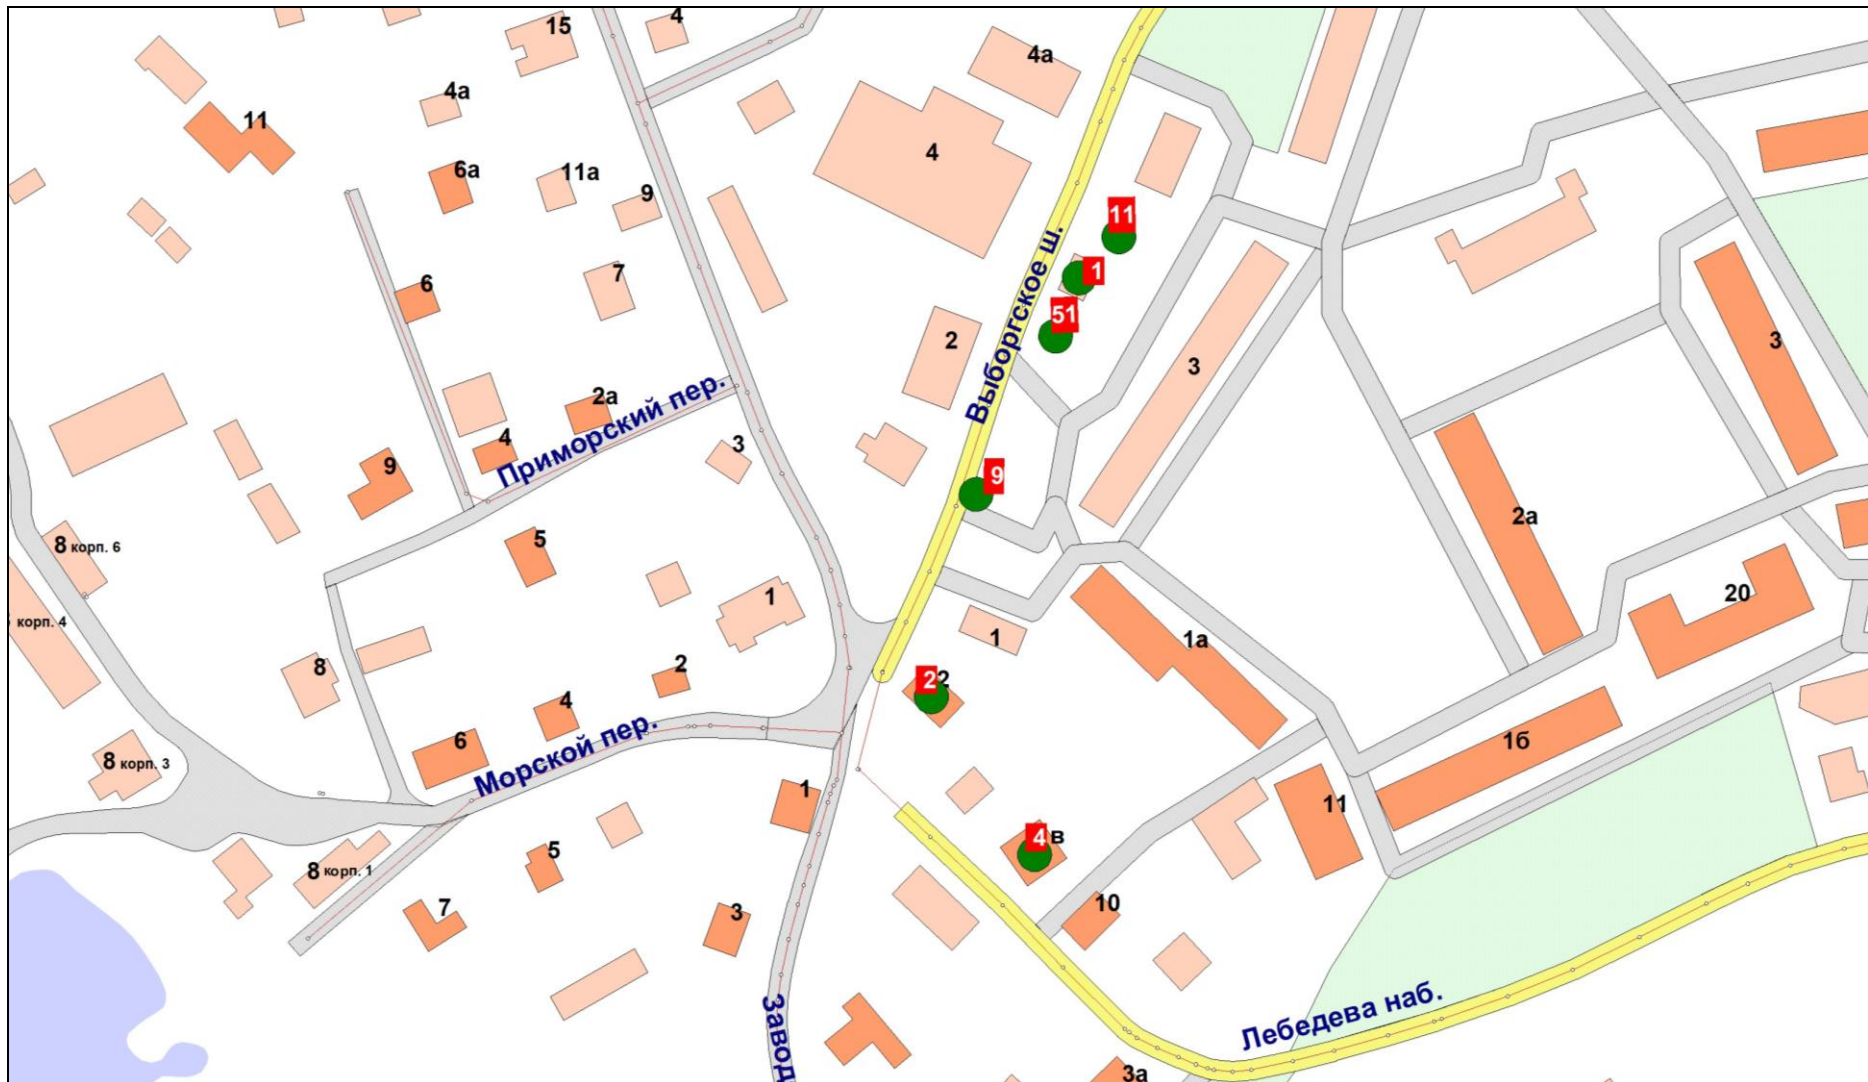 15
4
4а
4а
11
4
6а
11а
9
11
1
6
7
51
Выборгское ш.
2
3
3
2а
Приморский пер.
4
3
9
9
2а
8 корп. 6
5
20
1
корп. 4
1
1а
8
2
2
2
4
6
Морской пер.
1б
8 корп. 3
1
11
4
в
5
8 корп. 1
7
3
10
Лебедева наб.
Завод
3а